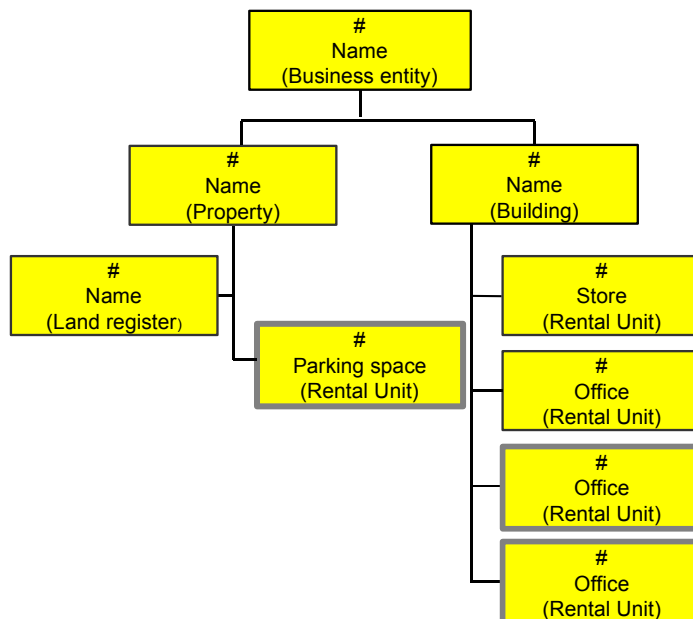 #
Name
(Business entity)
#
Name
(Property)
#
Name
(Building)
#
Name
(Land register)
#
Parking space
(Rental Unit)
#
Store
(Rental Unit)
#
Office
(Rental Unit)
#
Office
(Rental Unit)
#
Office
(Rental Unit)